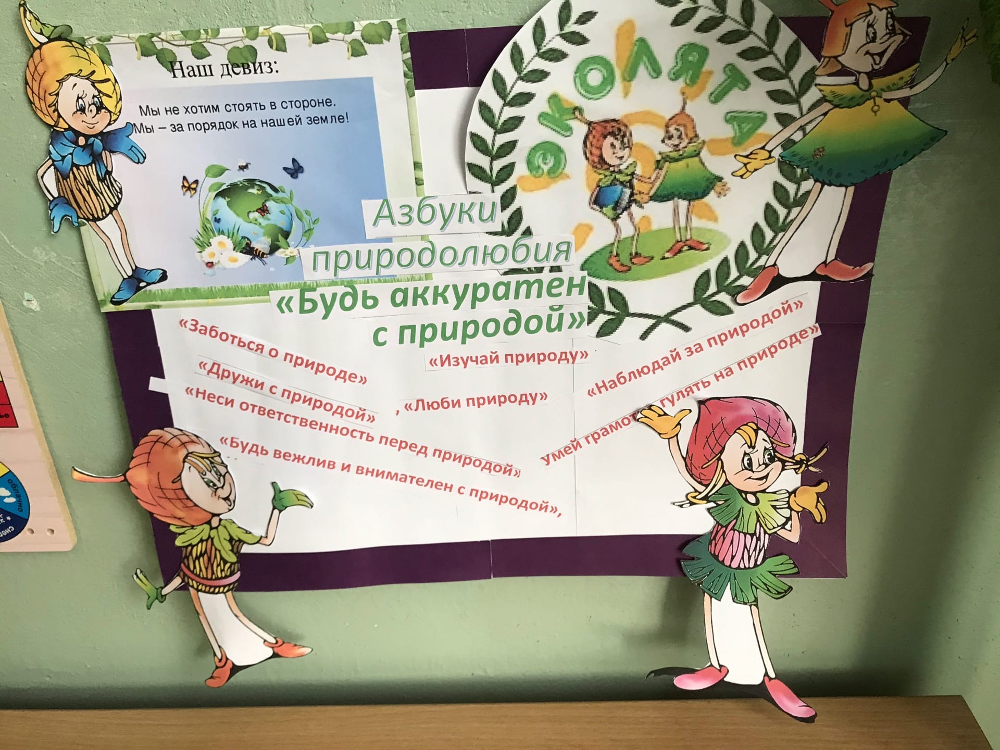 Наш девиз:
Мы не хотим стоять в стороне.
Мы – за порядок на нашей земле!
ЭКОЛЯТА
Азбуки
природолюбия
«Будь аккуратен
с природой»
«Заботься о природе»
«Изучай природу»
«Наблюдай за природой»
«Дружи с природой»
, «Люби природу»
Умей гулять на природе»
«Неси ответственность перед природой»
«Будь вежлив и внимателен с природой»,
облачно